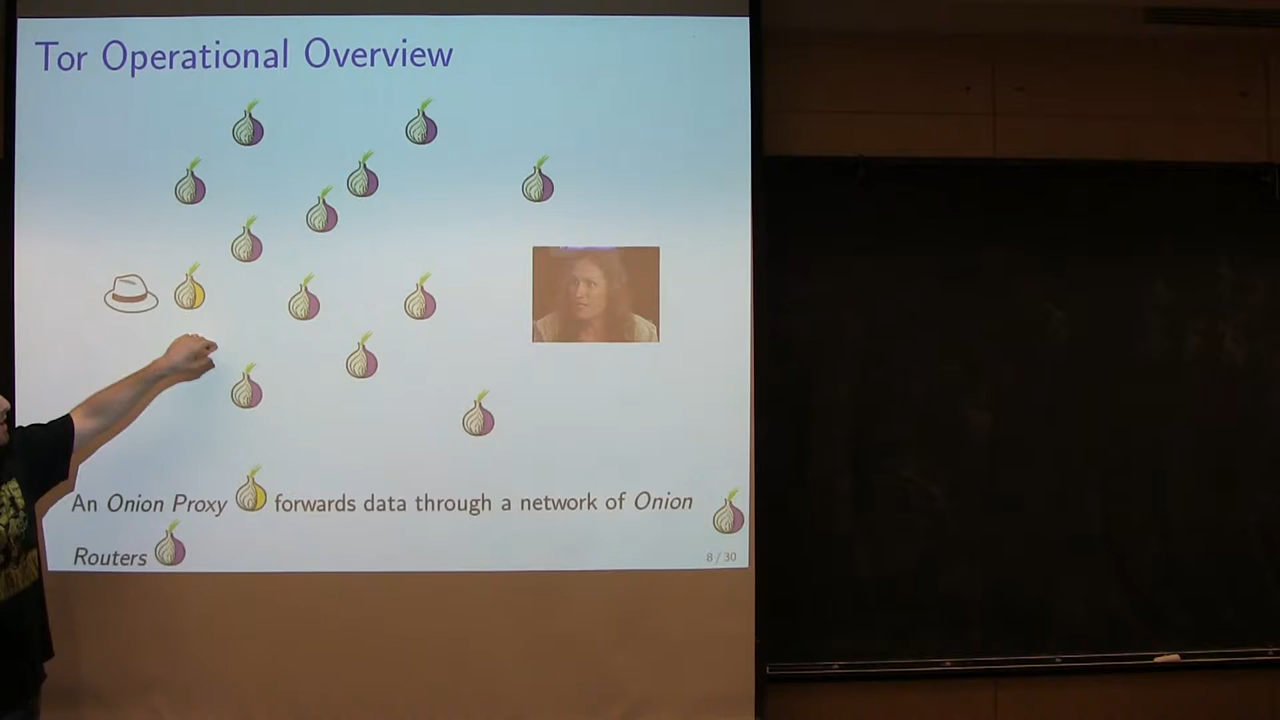 Tor Operational Overview
An Onion Proxy forwards data through a network of Onion
Routers
8 / 30